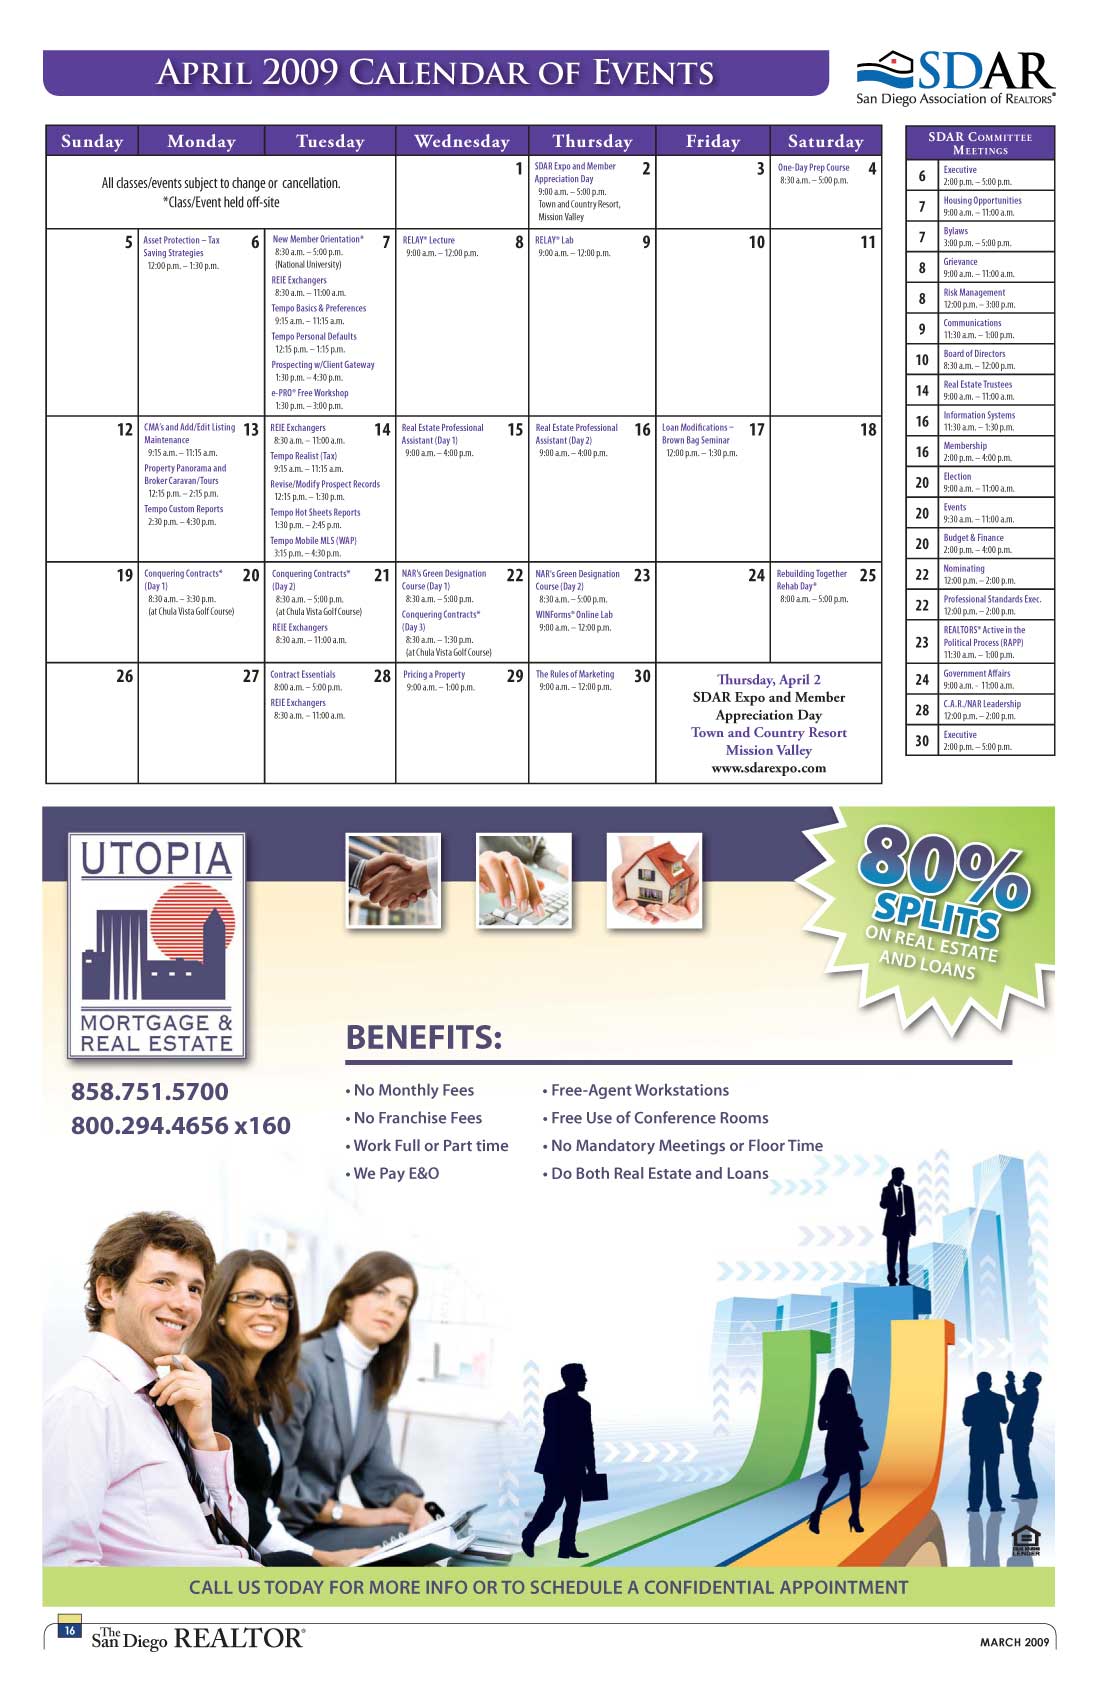 APRIL 2009 CALENDAR OF EVENTS
SDAR
San Diego Association of REALTORS®
Sunday Monday Tuesday Wednesday Thursday Friday Saturday
All classes/events subject to change or cancellation.
*Class/Event held off-site
1
SDAR Expo and Member 2
Appreciation Day
9:00 a.m. – 5:00 p.m.
Town and Country Resort,
Mission Valley
3
One-Day Prep Course 4
8:30 a.m. – 5:00 p.m.
5
Asset Protection – Tax 6
Saving Strategies
12:00 p.m. – 1:30 p.m.
New Member Orientation* 7
8:30 a.m. – 5:00 p.m.
(National University)
REIE Exchangers
8:30 a.m. – 11:00 a.m.
Tempo Basics & Preferences
9:15 a.m. – 11:15 a.m.
Tempo Personal Defaults
12:15 p.m. – 1:15 p.m.
Prospecting w/Client Gateway
1:30 p.m. – 4:30 p.m.
e-PRO® Free Workshop
1:30 p.m. – 3:00 p.m.
RELAY® Lecture 8
9:00 a.m. – 12:00 p.m.
RELAY® Lab 9
9:00 a.m. – 12:00 p.m.
10
11
12
CMA's and Add/Edit Listing 13
Maintenance
9:15 a.m. – 11:15 a.m.
Property Panorama and
Broker Caravan/Tours
12:15 p.m. – 2:15 p.m.
Tempo Custom Reports
2:30 p.m. – 4:30 p.m.
REIE Exchangers 14
8:30 a.m. – 11:00 a.m.
Tempo Realist (Tax)
9:15 a.m. – 11:15 a.m.
Revise/Modify Prospect Records
12:15 p.m. – 1:30 p.m.
Tempo Hot Sheets Reports
1:30 p.m. – 2:45 p.m.
Tempo Mobile MLS (WAP)
3:15 p.m. – 4:30 p.m.
Real Estate Professional 15
Assistant (Day 1)
9:00 a.m. – 4:00 p.m.
Real Estate Professional 16
Assistant (Day 2)
9:00 a.m. – 4:00 p.m.
Loan Modifications – 17
Brown Bag Seminar
12:00 p.m. – 1:30 p.m.
18
19
Conquering Contracts* 20
(Day 1)
8:30 a.m. – 3:30 p.m.
(at Chula Vista Golf Course)
Conquering Contracts* 21
(Day 2)
8:30 a.m. – 5:00 p.m.
(at Chula Vista Golf Course)
REIE Exchangers
8:30 a.m. – 11:00 a.m.
NAR's Green Designation 22
Course (Day 1)
8:30 a.m. – 5:00 p.m.
Conquering Contracts*
(Day 3)
8:30 a.m. – 1:30 p.m.
(at Chula Vista Golf Course)
NAR's Green Designation 23
Course (Day 2)
8:30 a.m. – 5:00 p.m.
WINForms® Online Lab
9:00 a.m. – 12:00 p.m.
24
Rebuilding Together 25
Rehab Day*
8:00 a.m. – 5:00 p.m.
26
27
Contract Essentials 28
8:00 a.m. – 5:00 p.m.
REIE Exchangers
8:30 a.m. – 11:00 a.m.
Pricing a Property 29
9:00 a.m. – 1:00 p.m.
The Rules of Marketing 30
9:00 a.m. – 12:00 p.m.
Thursday, April 2
SDAR Expo and Member
Appreciation Day
Town and Country Resort
Mission Valley
www.sdarexpo.com
SDAR COMMITTEE
MEETINGS
6 Executive
2:00 p.m. – 5:00 p.m.
7 Housing Opportunities
9:00 a.m. – 11:00 a.m.
7 Bylaws
3:00 p.m. – 5:00 p.m.
8 Grievance
9:00 a.m. – 11:00 a.m.
8 Risk Management
12:00 p.m. – 3:00 p.m.
9 Communications
11:30 a.m. – 1:00 p.m.
10 Board of Directors
8:30 a.m. – 12:00 p.m.
14 Real Estate Trustees
9:00 a.m. – 11:00 a.m.
16 Information Systems
11:30 a.m. – 1:30 p.m.
16 Membership
2:00 p.m. – 4:00 p.m.
20 Election
9:00 a.m. – 11:00 a.m.
20 Events
9:30 a.m. – 11:00 a.m.
20 Budget & Finance
2:00 p.m. – 4:00 p.m.
22 Nominating
12:00 p.m. – 2:00 p.m.
22 Professional Standards Exec.
12:00 p.m. – 2:00 p.m.
23 REALTORS® Active in the
Political Process (RAPP)
11:30 a.m. – 1:00 p.m.
24 Government Affairs
9:00 a.m. - 11:00 a.m.
28 C.A.R./NAR Leadership
12:00 p.m. – 2:00 p.m.
30 Executive
2:00 p.m. – 5:00 p.m.
UTOPIA
MORTGAGE &
REAL ESTATE
858.751.5700
800.294.4656 x160
80%
SPLITS
ON REAL ESTATE
AND LOANS
BENEFITS:
• No Monthly Fees
• No Franchise Fees
• Work Full or Part time
• We Pay E&O
• Free-Agent Workstations
• Free Use of Conference Rooms
• No Mandatory Meetings or Floor Time
• Do Both Real Estate and Loans
LENDER
CALL US TODAY FOR MORE INFO OR TO SCHEDULE A CONFIDENTIAL APPOINTMENT
16
The San Diego REALTOR®
MARCH 2009